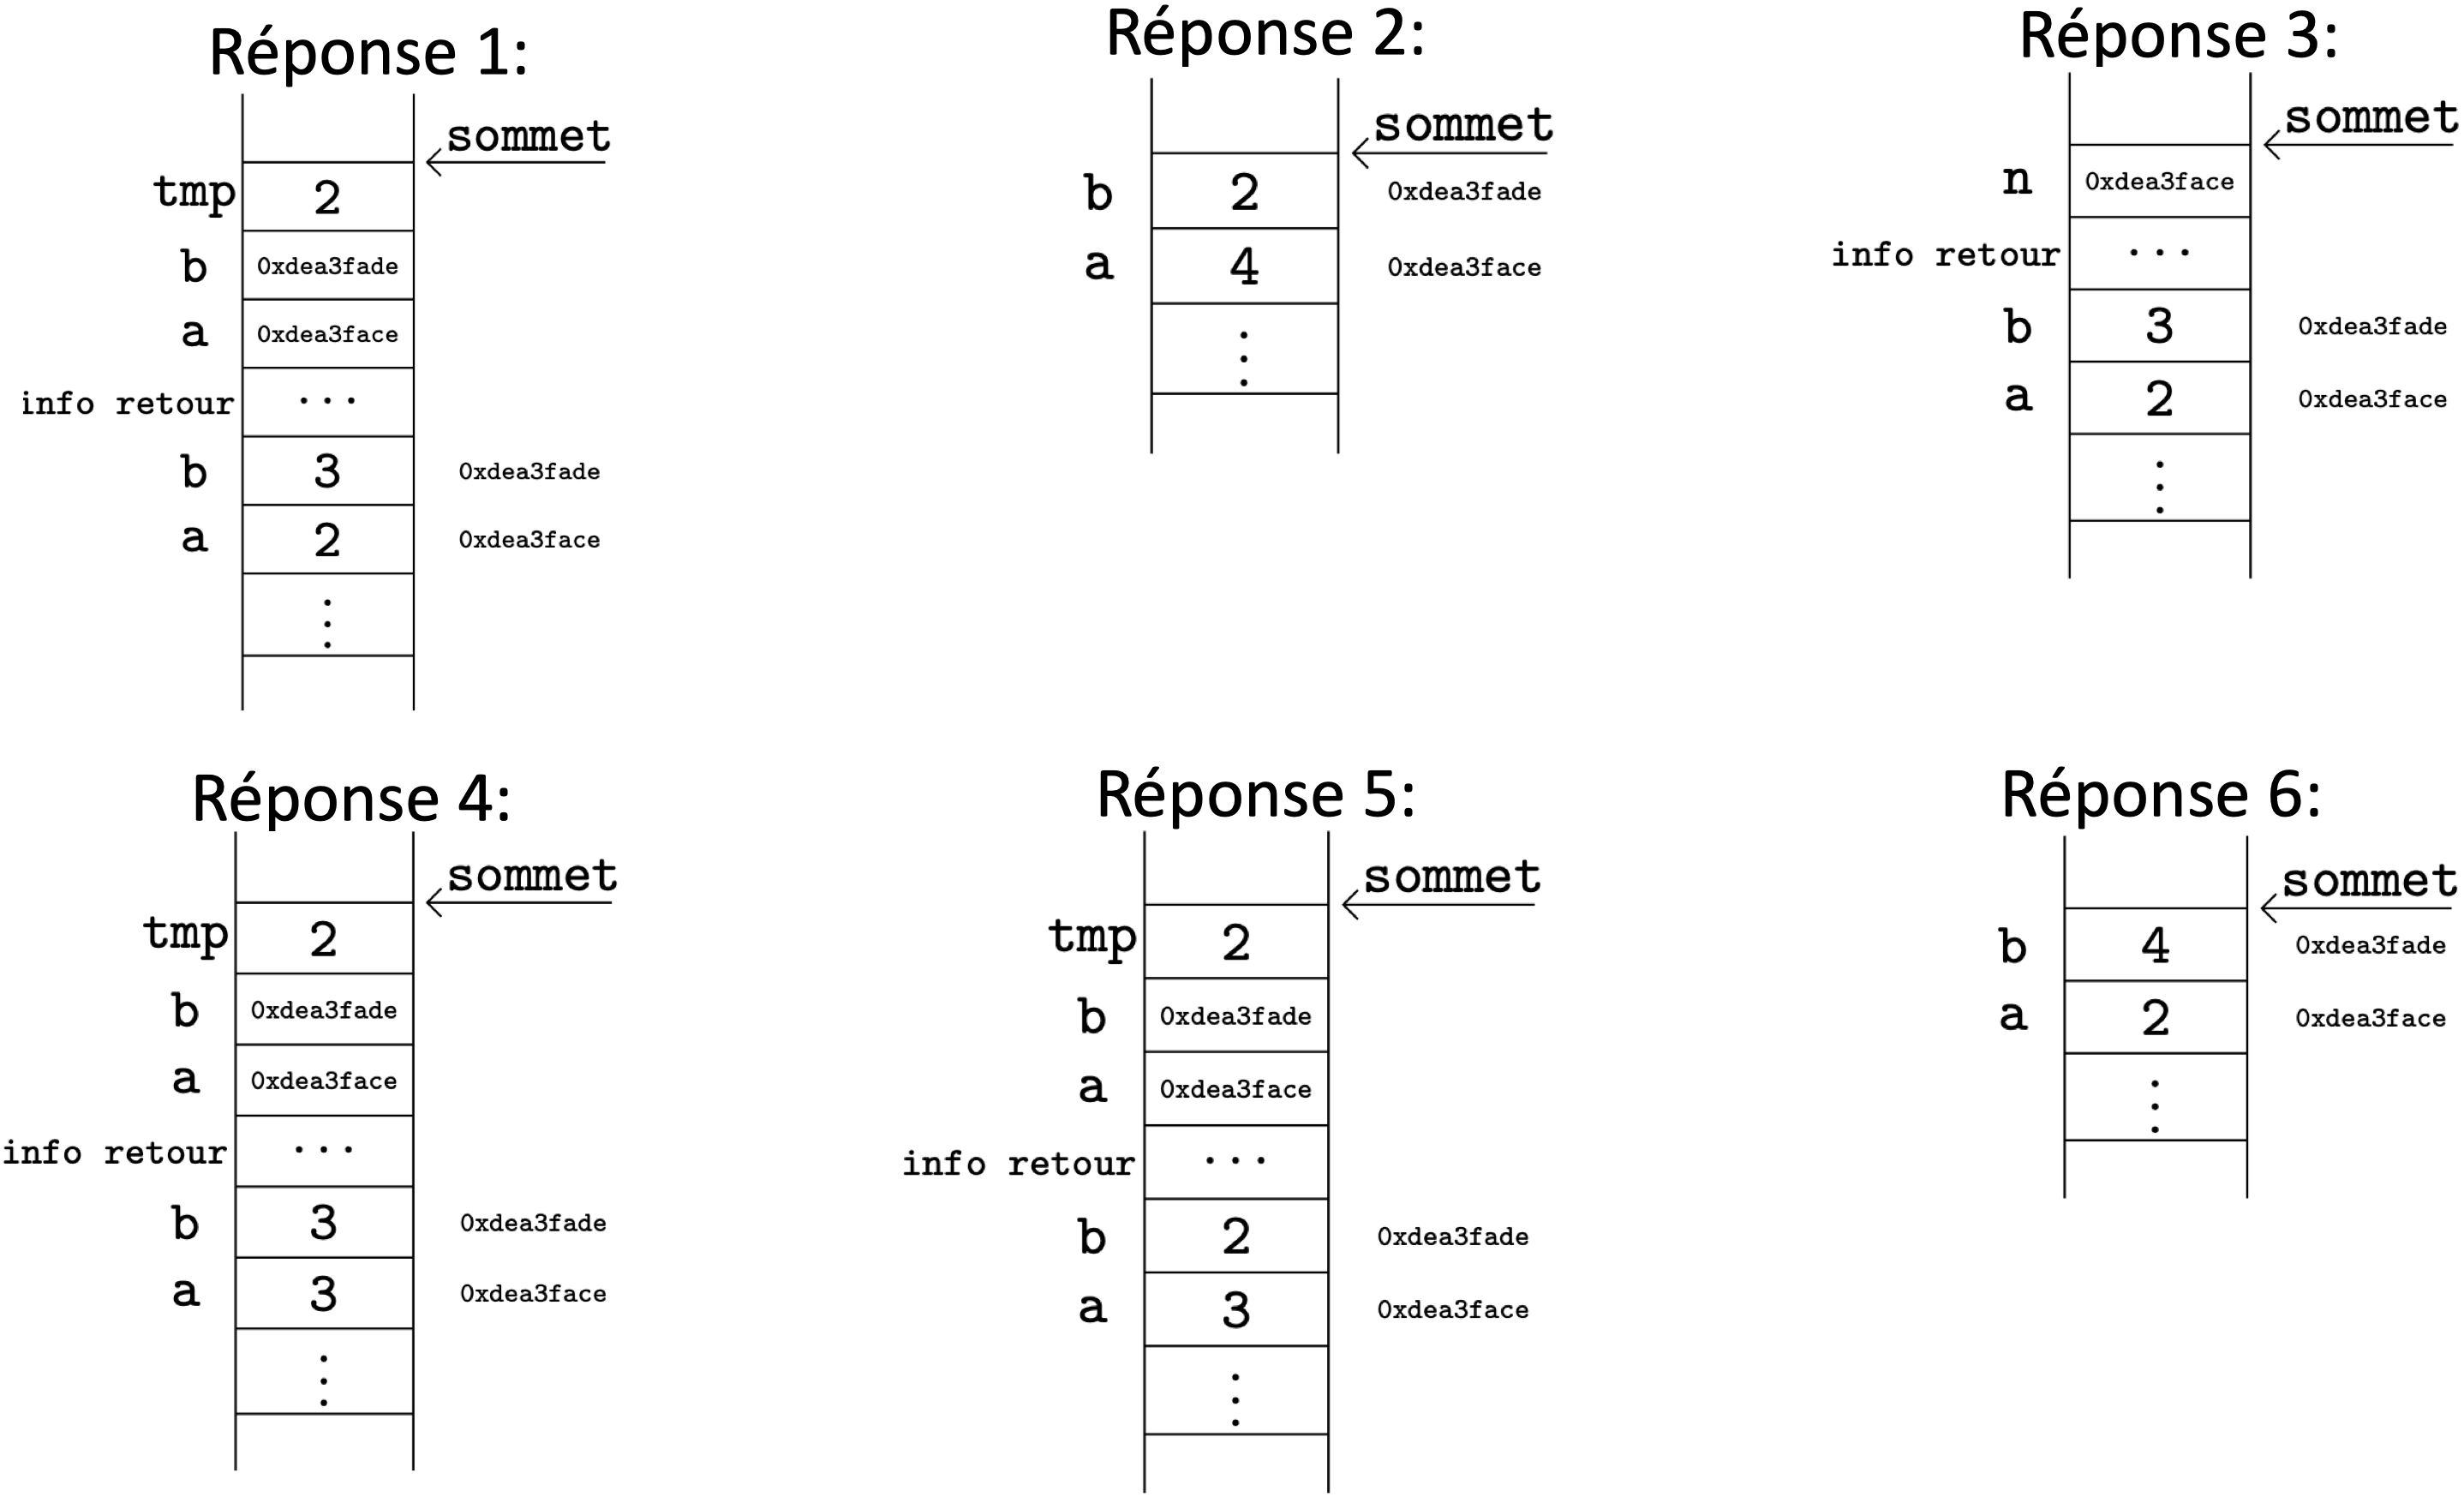 Réponse 1:
sommet
tmp 2
b 0xdea3fade
a 0xdea3face
info retour ...
b 3 0xdea3fade
a 2 0xdea3face
⋮
Réponse 2:
sommet
b 2 0xdea3fade
a 4 0xdea3face
⋮
Réponse 3:
sommet
n 0xdea3face
info retour ...
b 3 0xdea3fade
a 2 0xdea3face
⋮
Réponse 4:
sommet
tmp 2
b 0xdea3fade
a 0xdea3face
info retour ...
b 3 0xdea3fade
a 3 0xdea3face
⋮
Réponse 5:
sommet
tmp 2
b 0xdea3fade
a 0xdea3face
info retour ...
b 2 0xdea3fade
a 3 0xdea3face
⋮
Réponse 6:
sommet
b 4 0xdea3fade
a 2 0xdea3face
⋮